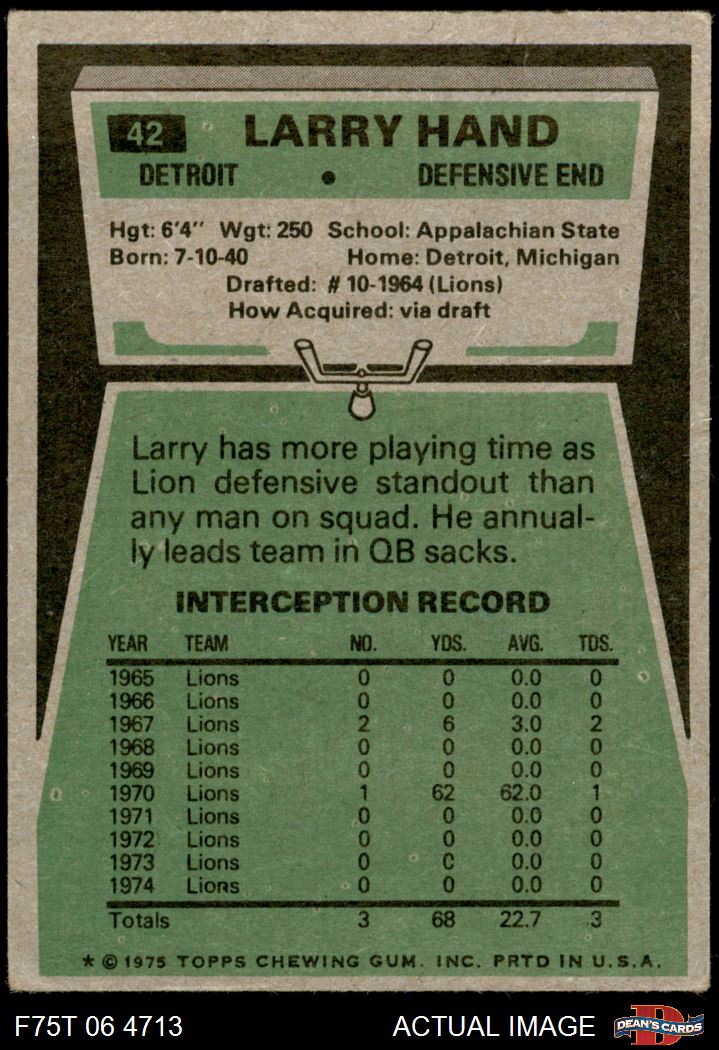 42 LARRY HAND
DETROIT • DEFENSIVE END
Hgt: 6'4" Wgt: 250 School: Appalachian State
Born: 7-10-40 Home: Detroit, Michigan
Drafted: # 10-1964 (Lions)
How Acquired: via draft
Larry has more playing time as
Lion defensive standout than
any man on squad. He annual-
ly leads team in QB sacks.
INTERCEPTION RECORD
YEAR TEAM NO. YDS. AVG. TDS.
1965 Lions 0 0 0.0 0
1966 Lions 0 0 0.0 0
1967 Lions 2 6 3.0 2
1968 Lions 0 0 0.0 0
1969 Lions 0 0 0.0 0
1970 Lions 1 62 62.0 1
1971 Lions 0 0 0.0 0
1972 Lions 0 0 0.0 0
1973 Lions 0 0 0.0 0
1974 Lions 0 0 0.0 0
Totals 3 68 22.7 3
* © 1975 TOPPS CHEWING GUM. INC. PRTD IN U.S.A.
F75T 06 4713 ACTUAL IMAGE D DEAN'S CARDS